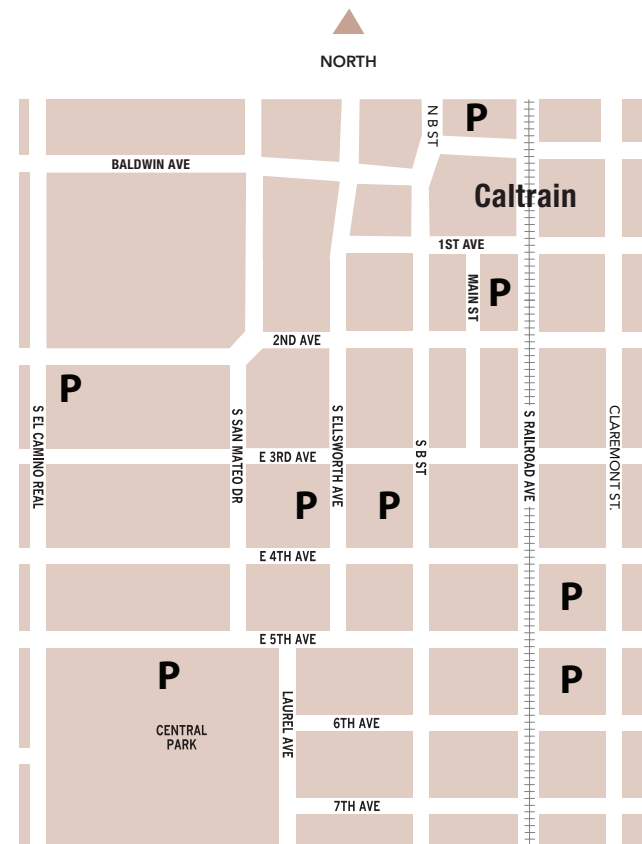 NORTH
N B ST
P
BALDWIN AVE
Caltrain
1ST AVE
MAIN ST
P
2ND AVE
P
S EL CAMINO REAL
S SAN MATEO DR
S ELLSWORTH AVE
S B ST
S RAILROAD AVE
CLAREMONT ST.
E 3RD AVE
P
P
E 4TH AVE
P
E 5TH AVE
P
P
LAUREL AVE
6TH AVE
CENTRAL
PARK
7TH AVE